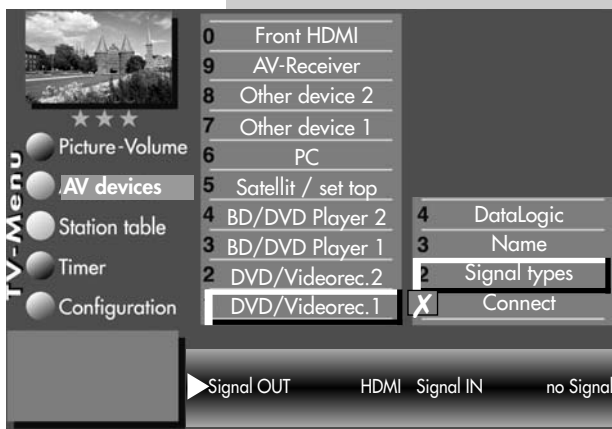 TV-Menu
Picture-Volume
AV devices
Station table
Timer
Configuration
0 Front HDMI
9 AV-Receiver
8 Other device 2
7 Other device 1
6 PC
5 Satellit / set top
4 BD/DVD Player 2
3 BD/DVD Player 1
2 DVD/Videorec.2
DVD/Videorec.1
4 DataLogic
3 Name
2 Signal types
X Connect
Signal OUT HDMI Signal IN no Signal